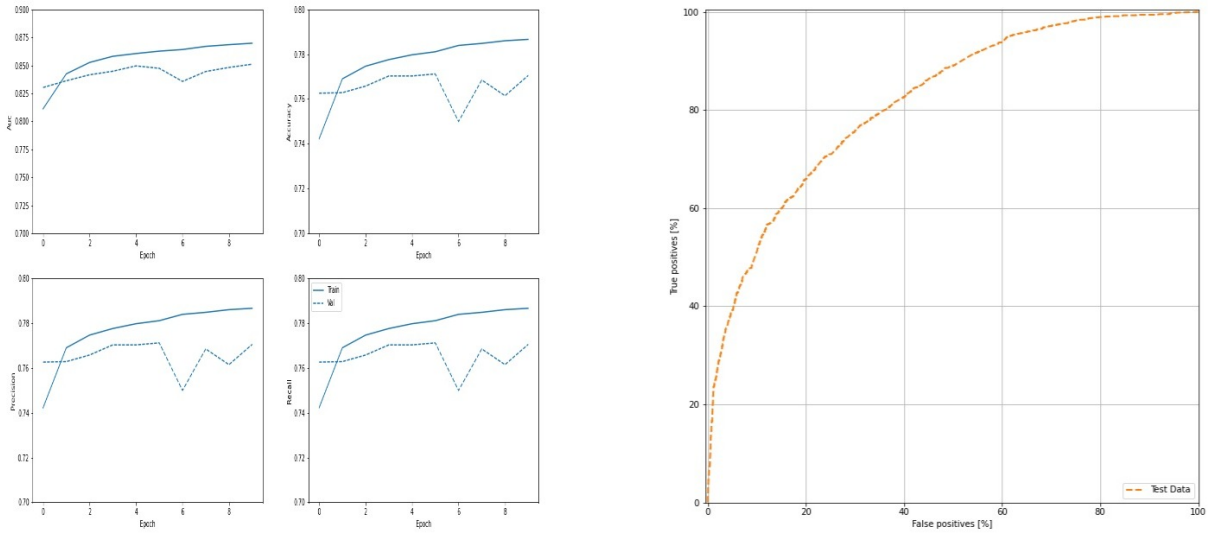 0.900
0.875
0.850
0.825
0.800
0.775
0.750
0.725
0.700
Auc
0 2 4 6 8
Epoch
0.80
0.78
0.76
0.74
0.72
0.70
Accuracy
0 2 4 6 8
Epoch
0.80
0.78
0.76
0.74
0.72
0.70
Precision
0 2 4 6 8
Epoch
0.80
0.78
0.76
0.74
0.72
0.70
Recall
Train
Val
0 2 4 6 8
Epoch
100
80
60
40
20
0
True positives [%]
Test Data
0 20 40 60 80 100
False positives [%]